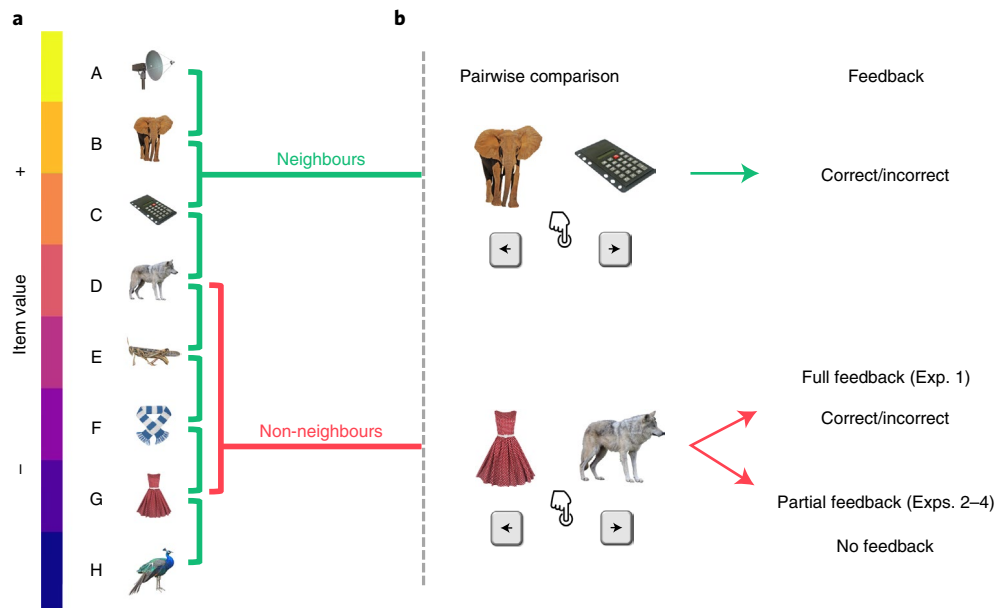 a
b
A
B
C
D
E
F
G
H
+
Item value
–
Neighbours
Non-neighbours
Pairwise comparison
Feedback
Correct/incorrect
Full feedback (Exp. 1)
Correct/incorrect
Partial feedback (Exps. 2–4)
No feedback